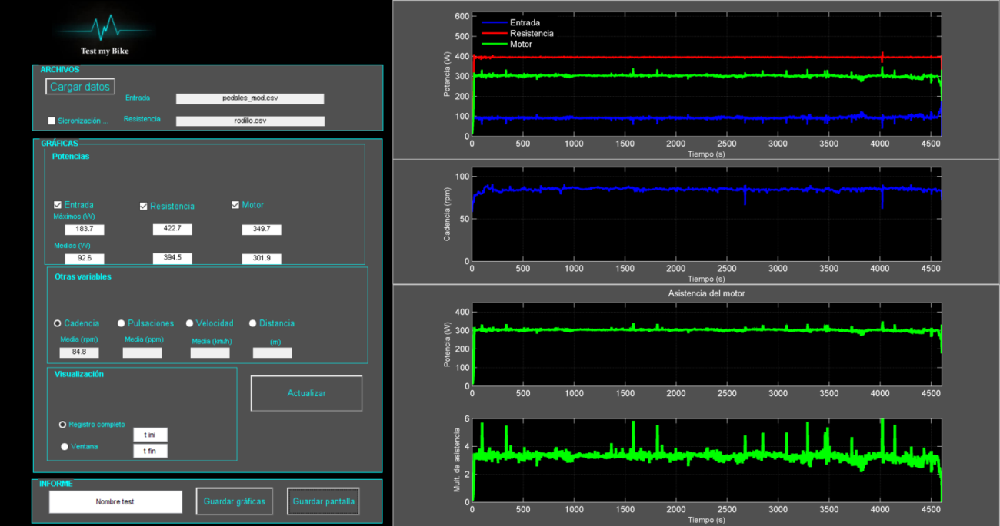 Test my Bike
ARCHIVOS
Cargar datos
Entrada
pedales_mod.csv
Sicronización ...
Resistencia
rodillo.csv
GRÁFICAS
Potencias
Entrada
Resistencia
Motor
Máximos (W)
183.7
422.7
349.7
Medias (W)
92.6
394.5
301.9
Otras variables
Cadencia
Pulsaciones
Velocidad
Distancia
Media (rpm)
Media (ppm)
Media (km/h)
(m)
84.8
Visualización
Registro completo
t ini
Ventana
t fin
Actualizar
INFORME
Nombre test
Guardar gráficas
Guardar pantalla
Potencia (W)
600
500
400
300
200
100
0
Entrada
Resistencia
Motor
0 500 1000 1500 2000 2500 3000 3500 4000 4500
Tiempo (s)
Cadencia (rpm)
100
50
0
0 500 1000 1500 2000 2500 3000 3500 4000 4500
Tiempo (s)
Asistencia del motor
Potencia (W)
400
300
200
100
0
0 500 1000 1500 2000 2500 3000 3500 4000 4500
Mult. de asistencia
6
4
2
0
0 500 1000 1500 2000 2500 3000 3500 4000 4500
Tiempo (s)